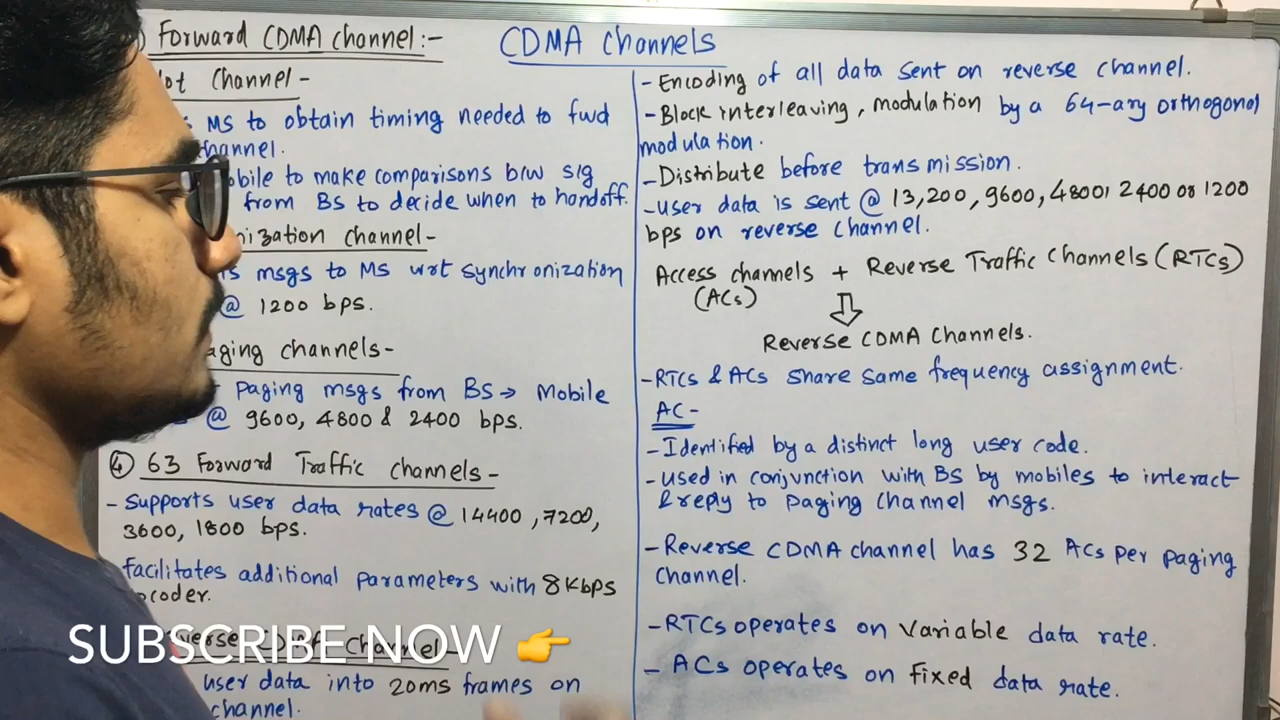 CDMA Channels
) Forward CDMA Channel:-
lot Channel -
MS to obtain timing needed to fwd
hannel.
obile to make comparisons b/w sig
from BS to decide when to handoff.
nization channel -
s msgs to MS wrt synchronization
@ 1200 bps.
aging channels -
paging msgs from BS → Mobile
@ 9600, 4800 & 2400 bps.
④ 63 Forward Traffic channels -
- Supports user data rates @ 14400, 7200,
3600, 1800 bps.
facilitates additional parameters with 8Kbps
ocoder.
verse Channel -
user data into 20ms frames on
channel.
- Encoding of all data sent on reverse channel.
- Block interleaving, modulation by a 64-ary orthogonal
modulation.
- Distribute before transmission.
- user data is sent @ 13,200, 9600, 4800, 2400 or 1200
bps on reverse channel.
Access channels + Reverse Traffic Channels (RTCs)
(ACs)
⇩
Reverse CDMA Channels.
- RTCs & ACs share same frequency assignment.
AC -
- Identified by a distinct long user code.
- used in conjunction with BS by mobiles to interact
& reply to paging channel msgs.
- Reverse CDMA channel has 32 ACs per paging
channel.
- RTCs operates on variable data rate.
- ACs operates on fixed data rate.
SUBSCRIBE NOW 👉